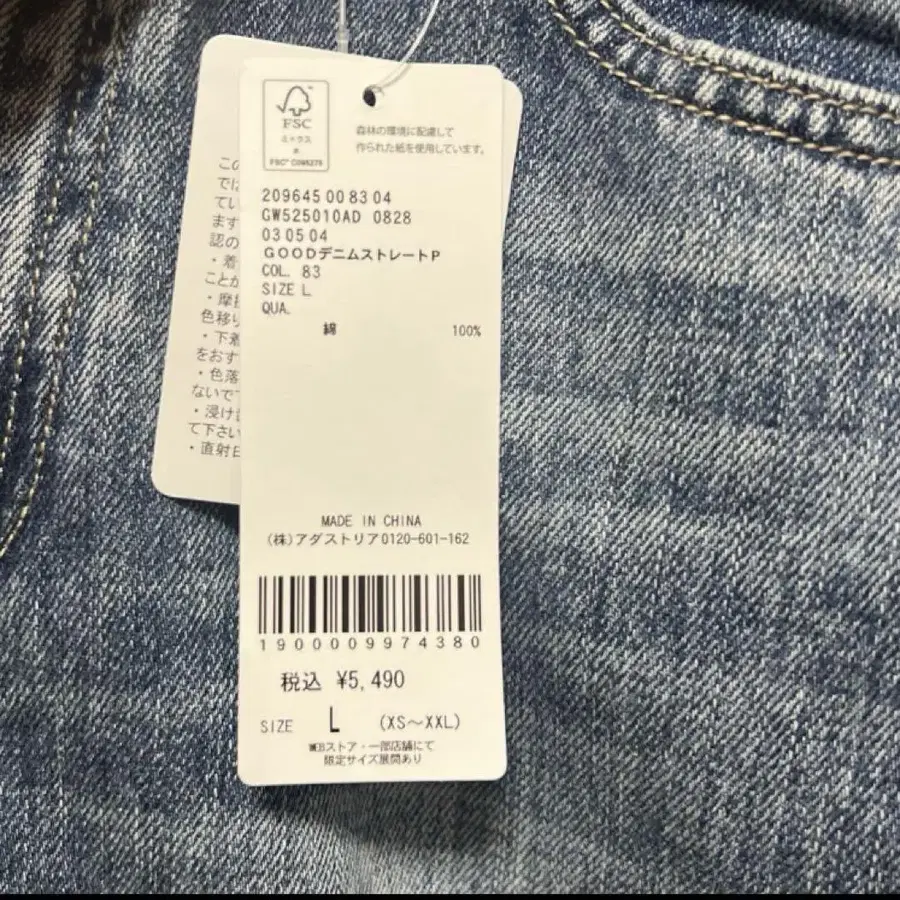 FSC
ミックス
紙
FSC® C095275
森林の環境に配慮して
作られた紙を使用しています。
209645 00 83 04
GW525010AD 0828
03 05 04
GOODデニムストレートP
COL. 83
SIZE L
QUA.
綿 100%
MADE IN CHINA
(株)アダストリア0120-601-162
1900009974380
税込 ¥5,490
SIZE L (XS～XXL)
WEBストア・一部店舗にて
限定サイズ展開あり
この
では
てい
ます
認の
・着
ことが
・摩擦
色移り
・下着
をおす
・色落
ないで
・浸け
て下さい
・直射日